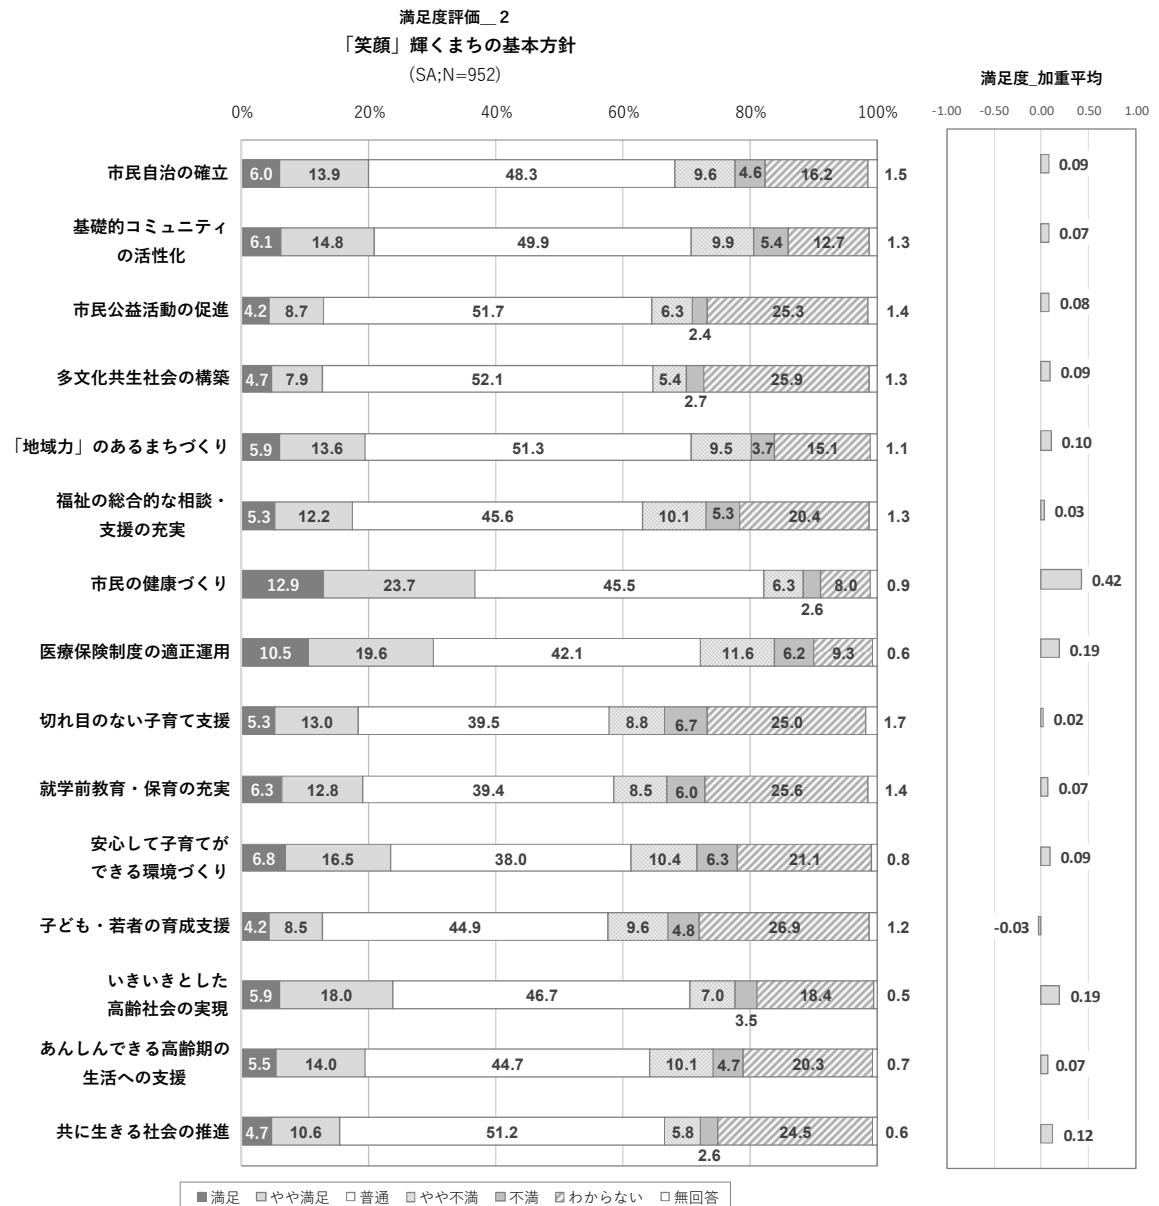 満足度評価＿2
「笑顔」輝くまちの基本方針
(SA;N=952)
満足度_加重平均
0% 20% 40% 60% 80% 100%
-1.00 -0.50 0.00 0.50 1.00
市民自治の確立 6.0 13.9 48.3 9.6 4.6 16.2 1.5 0.09
基礎的コミュニティ
の活性化
6.1 14.8 49.9 9.9 5.4 12.7 1.3 0.07
市民公益活動の促進 4.2 8.7 51.7 6.3 2.4 25.3 1.4 0.08
多文化共生社会の構築 4.7 7.9 52.1 5.4 2.7 25.9 1.3 0.09
「地域力」のあるまちづくり 5.9 13.6 51.3 9.5 3.7 15.1 1.1 0.10
福祉の総合的な相談・
支援の充実
5.3 12.2 45.6 10.1 5.3 20.4 1.3 0.03
市民の健康づくり 12.9 23.7 45.5 6.3 2.6 8.0 0.9 0.42
医療保険制度の適正運用 10.5 19.6 42.1 11.6 6.2 9.3 0.6 0.19
切れ目のない子育て支援 5.3 13.0 39.5 8.8 6.7 25.0 1.7 0.02
就学前教育・保育の充実 6.3 12.8 39.4 8.5 6.0 25.6 1.4 0.07
安心して子育てが
できる環境づくり
6.8 16.5 38.0 10.4 6.3 21.1 0.8 0.09
子ども・若者の育成支援 4.2 8.5 44.9 9.6 4.8 26.9 1.2 -0.03
いきいきとした
高齢社会の実現
5.9 18.0 46.7 7.0 3.5 18.4 0.5 0.19
あんしんできる高齢期の
生活への支援
5.5 14.0 44.7 10.1 4.7 20.3 0.7 0.07
共に生きる社会の推進 4.7 10.6 51.2 5.8 2.6 24.5 0.6 0.12
満足 やや満足 普通 やや不満 不満 わからない 無回答